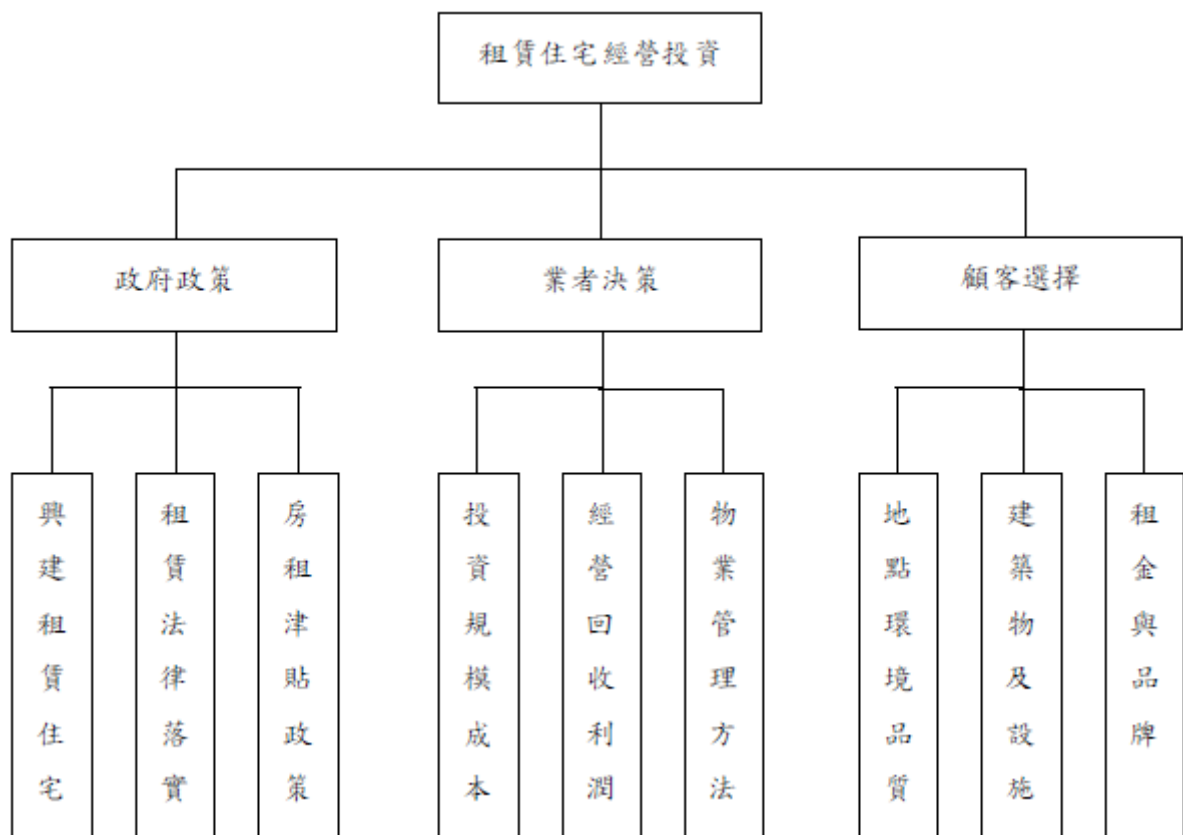 租賃住宅經營投資
政府政策
業者決策
顧客選擇
興建租賃住宅
租賃法律落實
房租津貼政策
投資規模成本
經營回收利潤
物業管理方法
地點環境品質
建築物及設施
租金與品牌